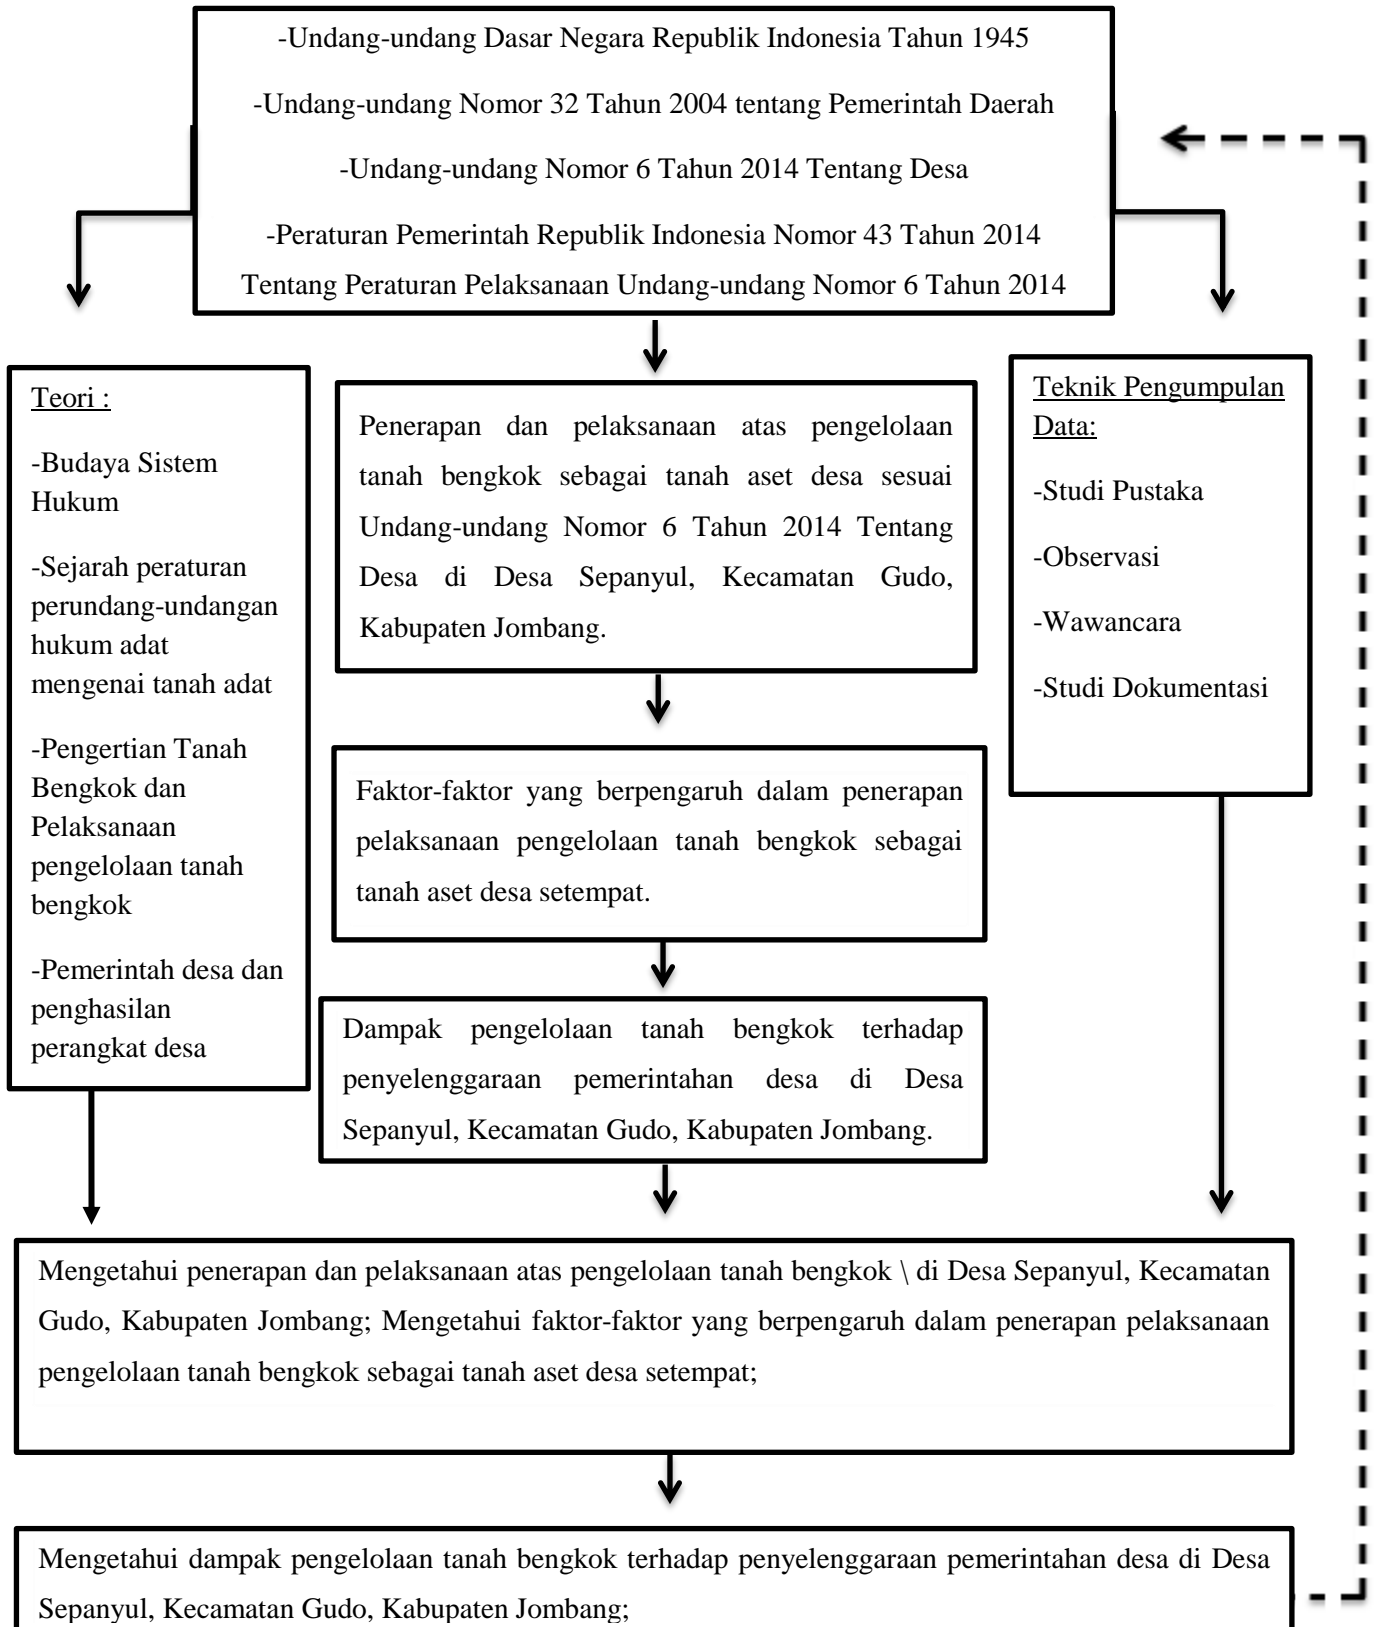 -Undang-undang Dasar Negara Republik Indonesia Tahun 1945
-Undang-undang Nomor 32 Tahun 2004 tentang Pemerintah Daerah
-Undang-undang Nomor 6 Tahun 2014 Tentang Desa
-Peraturan Pemerintah Republik Indonesia Nomor 43 Tahun 2014
Tentang Peraturan Pelaksanaan Undang-undang Nomor 6 Tahun 2014
Teori :
-Budaya Sistem
Hukum
-Sejarah peraturan
perundang-undangan
hukum adat
mengenai tanah adat
-Pengertian Tanah
Bengkok dan
Pelaksanaan
pengelolaan tanah
bengkok
-Pemerintah desa dan
penghasilan
perangkat desa
Penerapan dan pelaksanaan atas pengelolaan
tanah bengkok sebagai tanah aset desa sesuai
Undang-undang Nomor 6 Tahun 2014 Tentang
Desa di Desa Sepanyul, Kecamatan Gudo,
Kabupaten Jombang.
Faktor-faktor yang berpengaruh dalam penerapan
pelaksanaan pengelolaan tanah bengkok sebagai
tanah aset desa setempat.
Dampak pengelolaan tanah bengkok terhadap
penyelenggaraan pemerintahan desa di Desa
Sepanyul, Kecamatan Gudo, Kabupaten Jombang.
Teknik Pengumpulan
Data:
-Studi Pustaka
-Observasi
-Wawancara
-Studi Dokumentasi
Mengetahui penerapan dan pelaksanaan atas pengelolaan tanah bengkok \ di Desa Sepanyul, Kecamatan
Gudo, Kabupaten Jombang; Mengetahui faktor-faktor yang berpengaruh dalam penerapan pelaksanaan
pengelolaan tanah bengkok sebagai tanah aset desa setempat;
Mengetahui dampak pengelolaan tanah bengkok terhadap penyelenggaraan pemerintahan desa di Desa
Sepanyul, Kecamatan Gudo, Kabupaten Jombang;